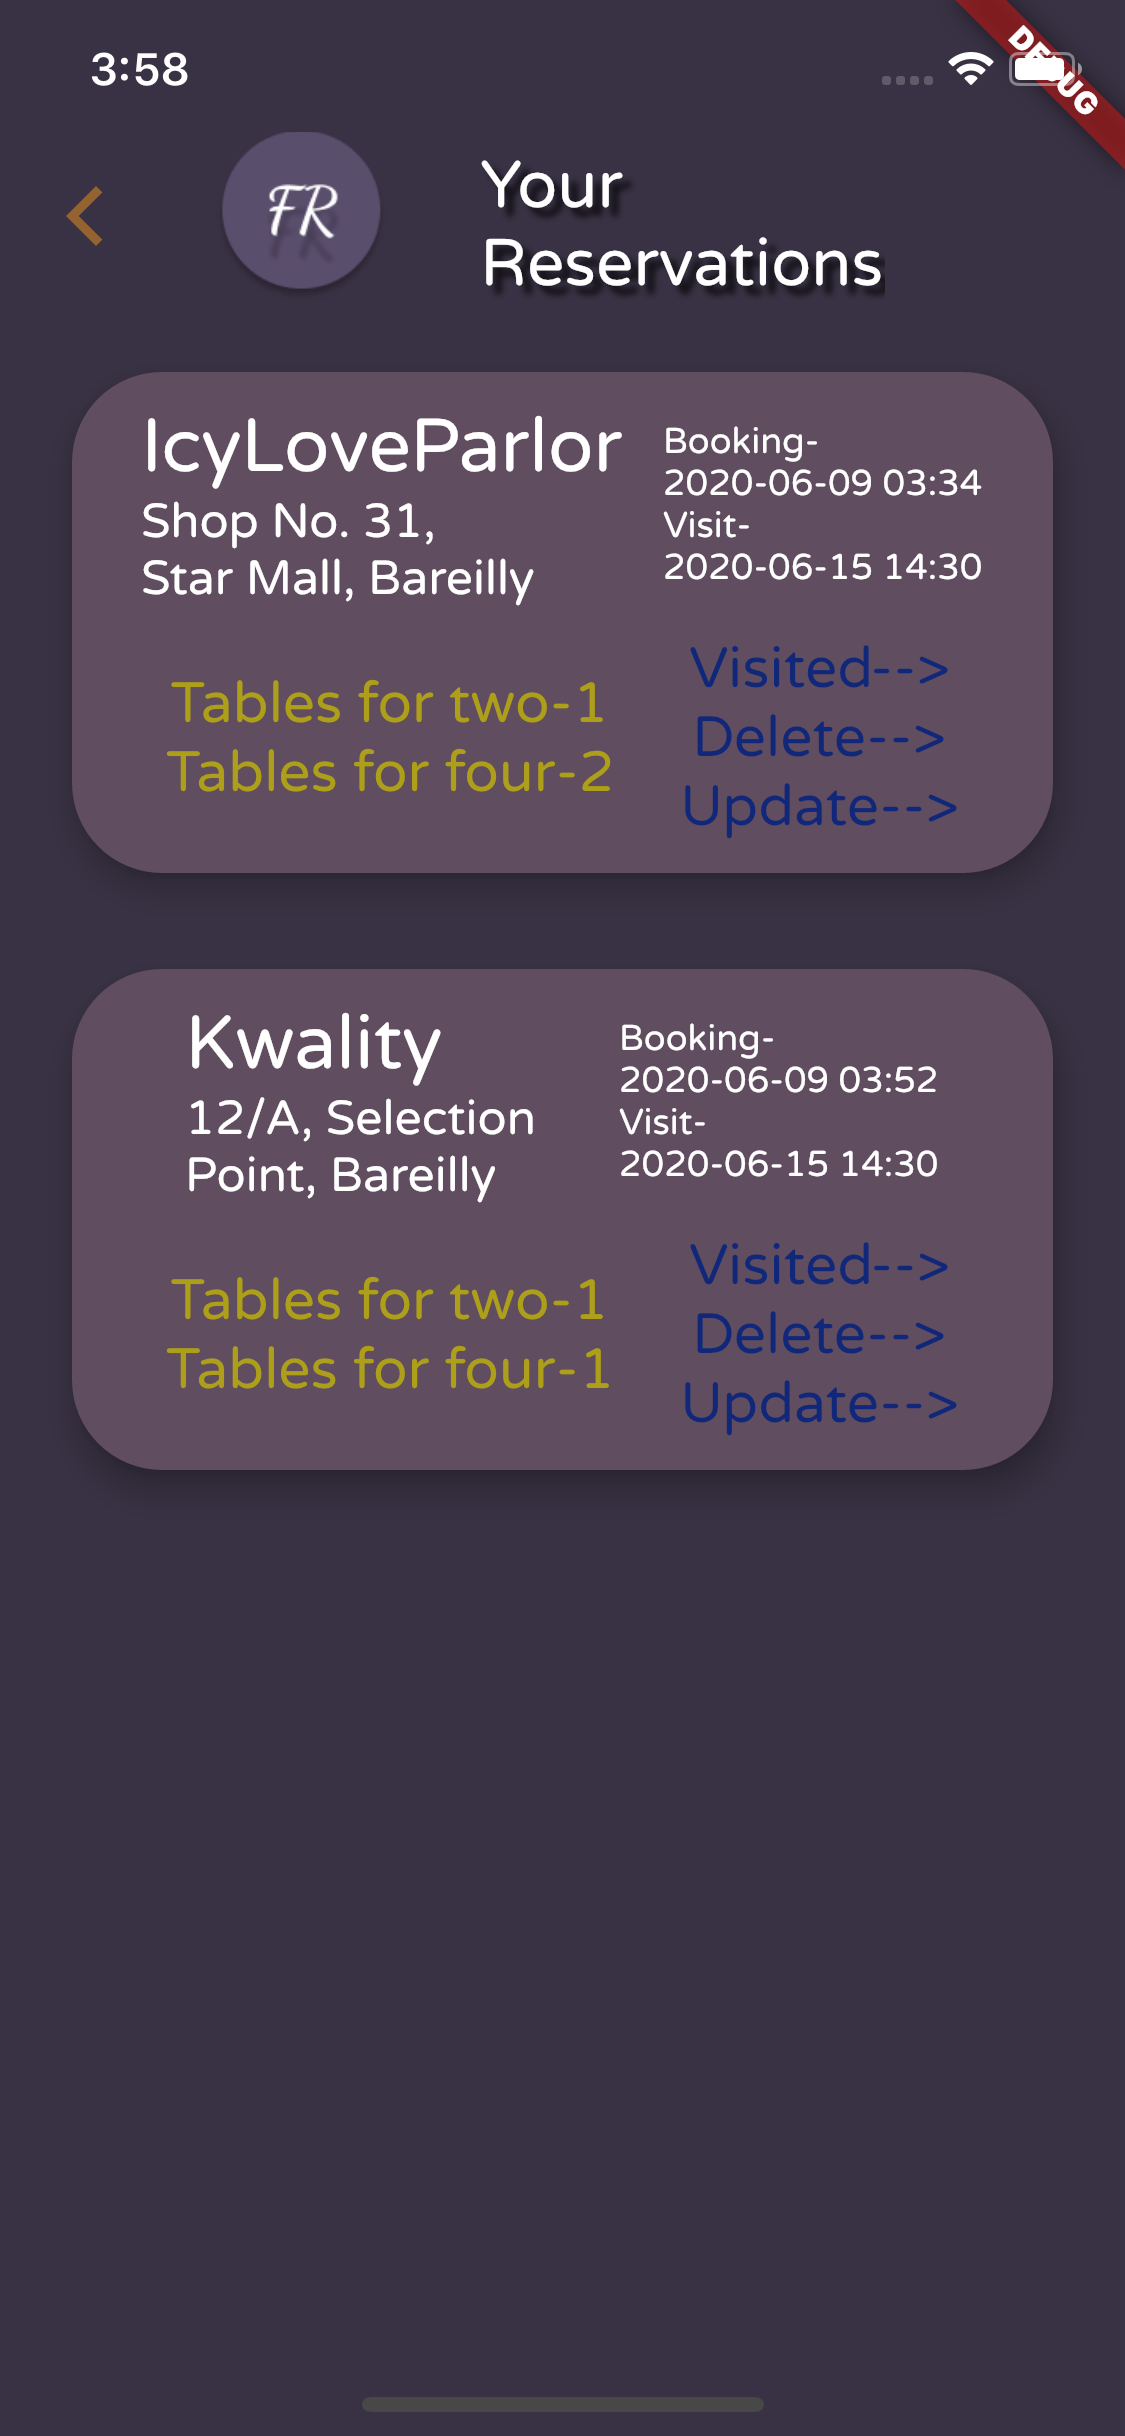 3:58
DEBUG
FR
Your
Reservations
IcyLoveParlor
Shop No. 31,
Star Mall, Bareilly
Booking-
2020-06-09 03:34
Visit-
2020-06-15 14:30
Tables for two-1
Tables for four-2
Visited-->
Delete-->
Update-->
Kwality
12/A, Selection
Point, Bareilly
Booking-
2020-06-09 03:52
Visit-
2020-06-15 14:30
Tables for two-1
Tables for four-1
Visited-->
Delete-->
Update-->